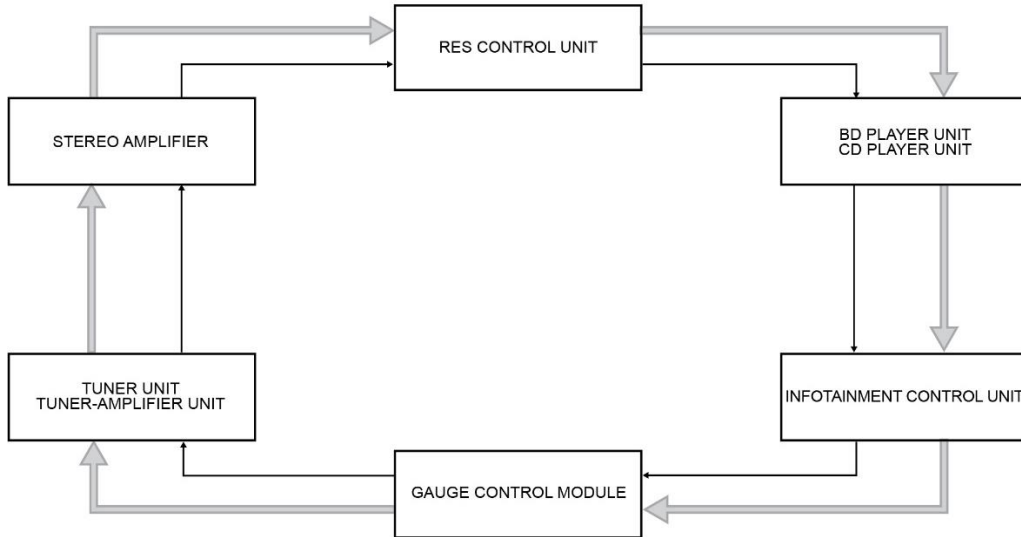 RES CONTROL UNIT
STEREO AMPLIFIER
BD PLAYER UNIT
CD PLAYER UNIT
TUNER UNIT
TUNER-AMPLIFIER UNIT
INFOTAINMENT CONTROL UNIT
GAUGE CONTROL MODULE